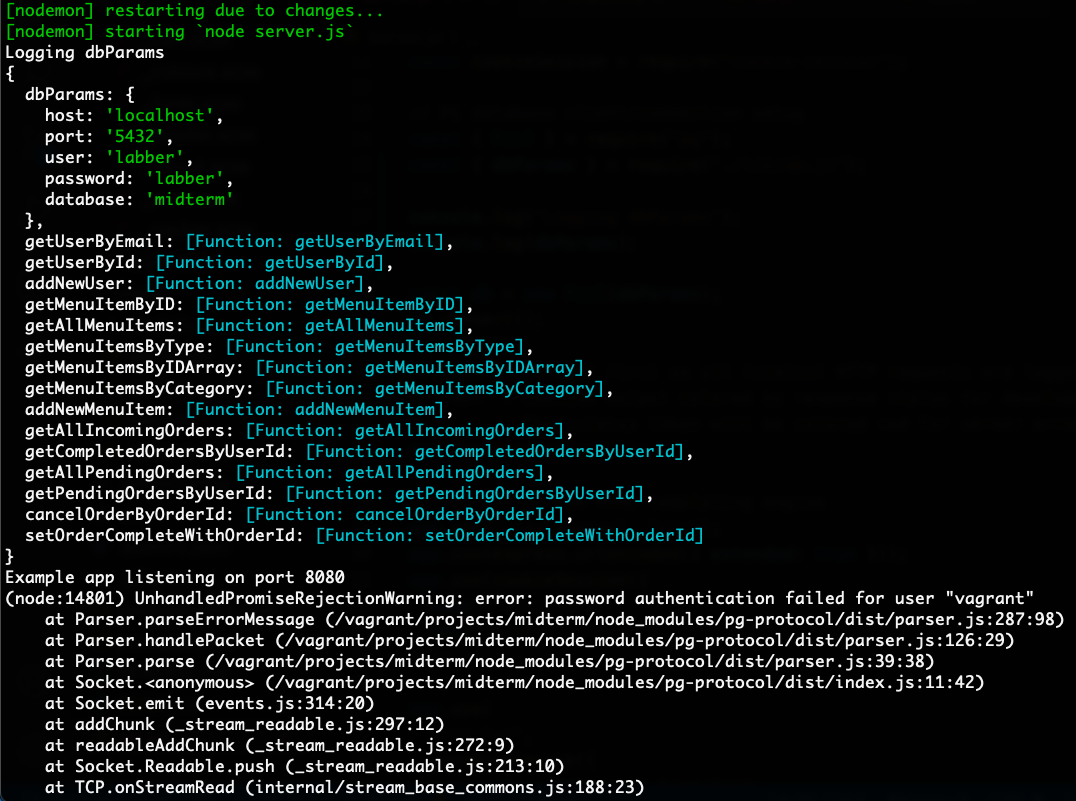 [nodemon] restarting due to changes...
[nodemon] starting `node server.js`
Logging dbParams
{
  dbParams: {
    host: 'localhost',
    port: '5432',
    user: 'labber',
    password: 'labber',
    database: 'midterm'
  },
  getUserByEmail: [Function: getUserByEmail],
  getUserById: [Function: getUserById],
  addNewUser: [Function: addNewUser],
  getMenuItemByID: [Function: getMenuItemByID],
  getAllMenuItems: [Function: getAllMenuItems],
  getMenuItemsByType: [Function: getMenuItemsByType],
  getMenuItemsByIDArray: [Function: getMenuItemsByIDArray],
  getMenuItemsByCategory: [Function: getMenuItemsByCategory],
  addNewMenuItem: [Function: addNewMenuItem],
  getAllIncomingOrders: [Function: getAllIncomingOrders],
  getCompletedOrdersByUserId: [Function: getCompletedOrdersByUserId],
  getAllPendingOrders: [Function: getAllPendingOrders],
  getPendingOrdersByUserId: [Function: getPendingOrdersByUserId],
  cancelOrderByOrderId: [Function: cancelOrderByOrderId],
  setOrderCompleteWithOrderId: [Function: setOrderCompleteWithOrderId]
}
Example app listening on port 8080
(node:14801) UnhandledPromiseRejectionWarning: error: password authentication failed for user "vagrant"
    at Parser.parseErrorMessage (/vagrant/projects/midterm/node_modules/pg-protocol/dist/parser.js:287:98)
    at Parser.handlePacket (/vagrant/projects/midterm/node_modules/pg-protocol/dist/parser.js:126:29)
    at Parser.parse (/vagrant/projects/midterm/node_modules/pg-protocol/dist/parser.js:39:38)
    at Socket.<anonymous> (/vagrant/projects/midterm/node_modules/pg-protocol/dist/index.js:11:42)
    at Socket.emit (events.js:314:20)
    at addChunk (_stream_readable.js:297:12)
    at readableAddChunk (_stream_readable.js:272:9)
    at Socket.Readable.push (_stream_readable.js:213:10)
    at TCP.onStreamRead (internal/stream_base_commons.js:188:23)